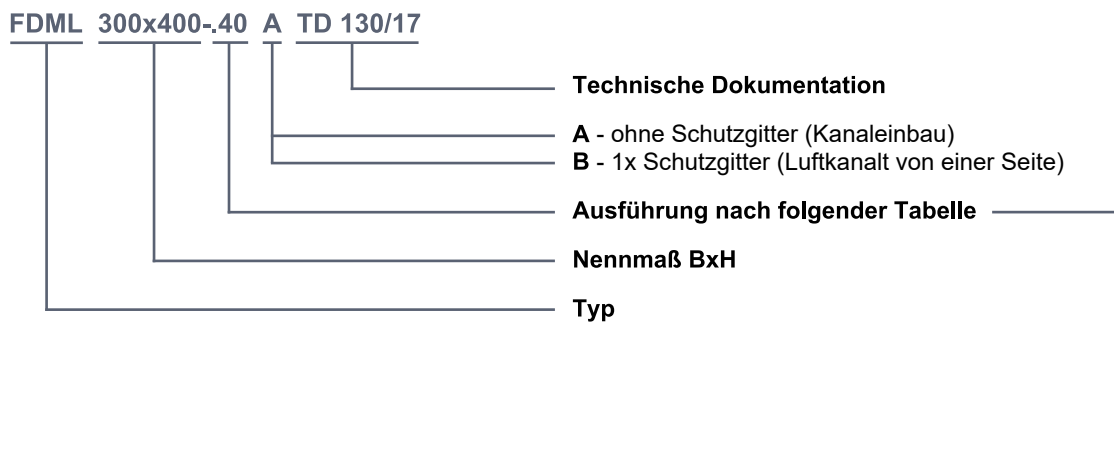 FDML 300x400-.40 A TD 130/17
Technische Dokumentation
A - ohne Schutzgitter (Kanaleinbau)
B - 1x Schutzgitter (Luftkanalt von einer Seite)
Ausführung nach folgender Tabelle
Nennmaß BxH
Typ